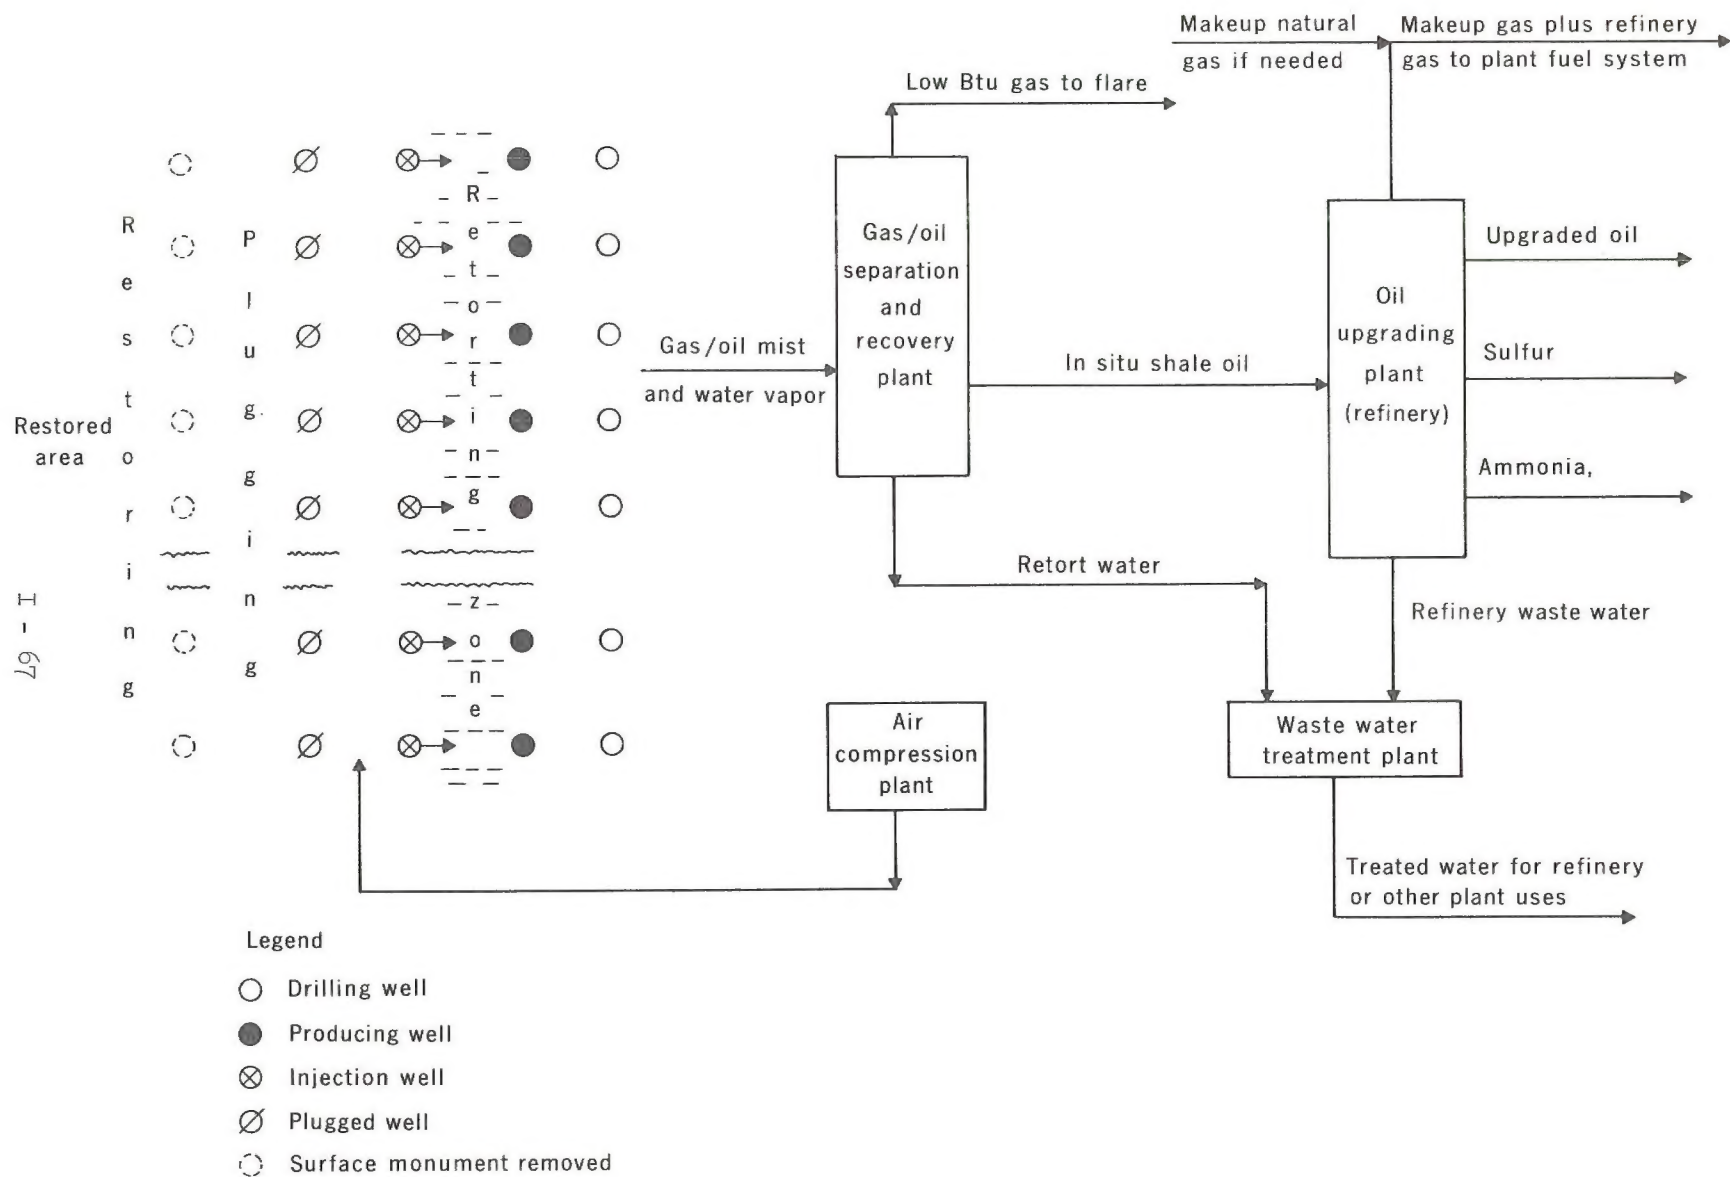 Makeup natural
gas if needed
Makeup gas plus refinery
gas to plant fuel system
Low Btu gas to flare
Restored
area
Restoring
Plugging
Retorting
zone
Gas/oil mist
and water vapor
Gas/oil
separation
and
recovery
plant
In situ shale oil
Oil
upgrading
plant
(refinery)
Upgraded oil
Sulfur
Ammonia,
Retort water
Refinery waste water
Air
compression
plant
Waste water
treatment plant
Treated water for refinery
or other plant uses
Legend
Drilling well
Producing well
Injection well
Plugged well
Surface monument removed
I - 67